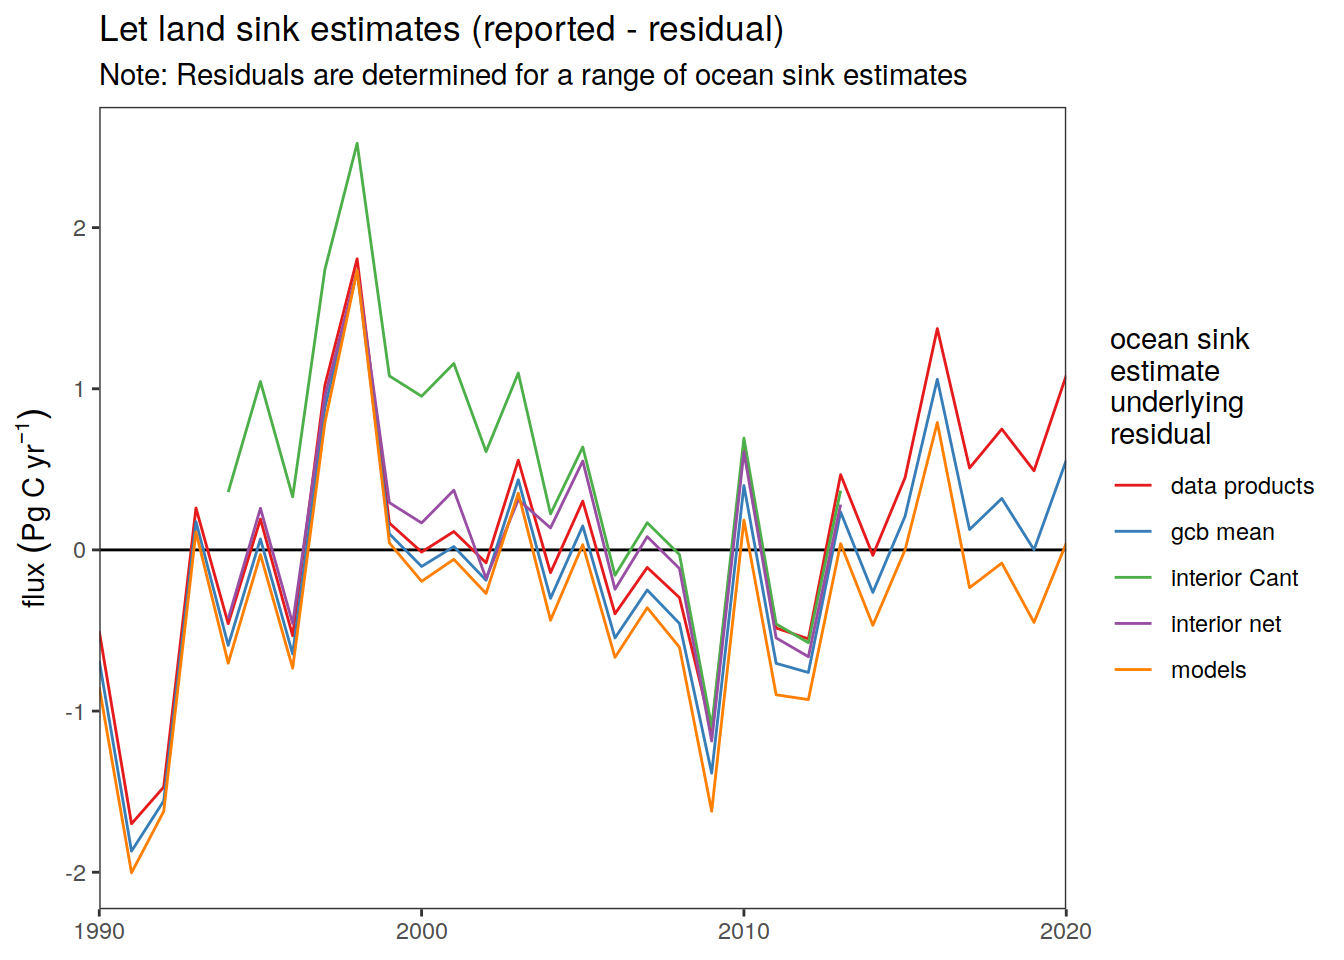 Let land sink estimates (reported - residual)
Note: Residuals are determined for a range of ocean sink estimates
flux (Pg C yr⁻¹)
2
1
0
-1
-2
1990
2000
2010
2020
ocean sink
estimate
underlying
residual
data products
gcb mean
interior Cant
interior net
models